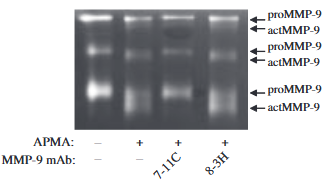 proMMP-9
actMMP-9
proMMP-9
actMMP-9
proMMP-9
actMMP-9
APMA: – + + +
MMP-9 mAb: – 7-11C 8-3H